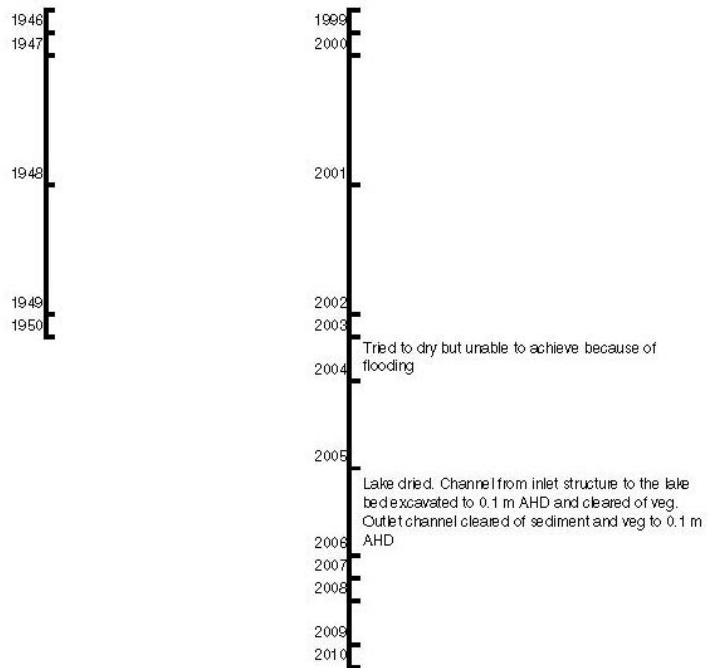 1946
1947
1948
1949
1950
1999
2000
2001
2002
2003
Tried to dry but unable to achieve because of
flooding
2004
2005
Lake dried. Channel from inlet structure to the lake
bed excavated to 0.1 m AHD and cleared of veg.
Outlet channel cleared of sediment and veg to 0.1 m
AHD
2006
2007
2008
2009
2010